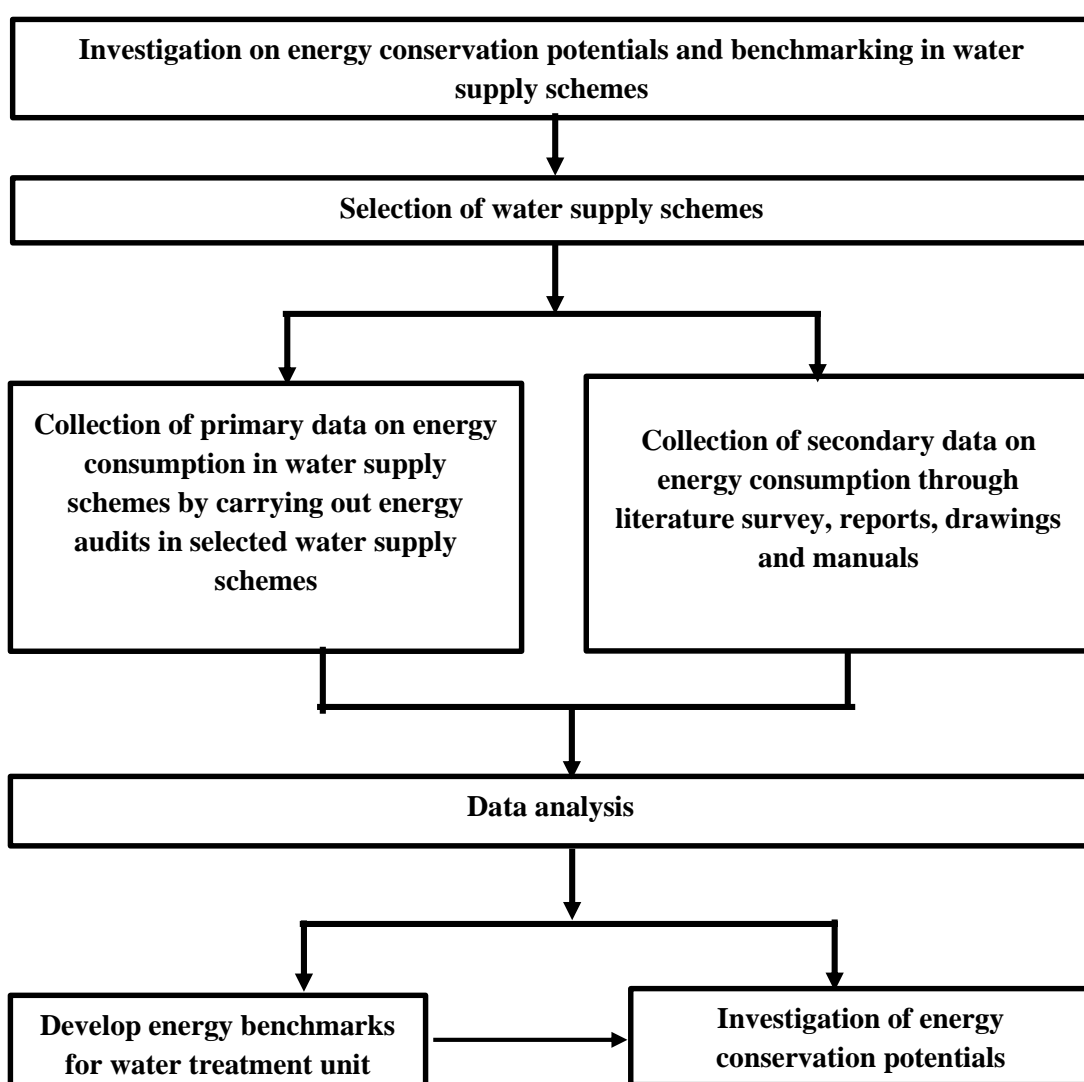 Investigation on energy conservation potentials and benchmarking in water
supply schemes
Selection of water supply schemes
Collection of primary data on energy
consumption in water supply
schemes by carrying out energy
audits in selected water supply
schemes
Collection of secondary data on
energy consumption through
literature survey, reports, drawings
and manuals
Data analysis
Develop energy benchmarks
for water treatment unit
Investigation of energy
conservation potentials